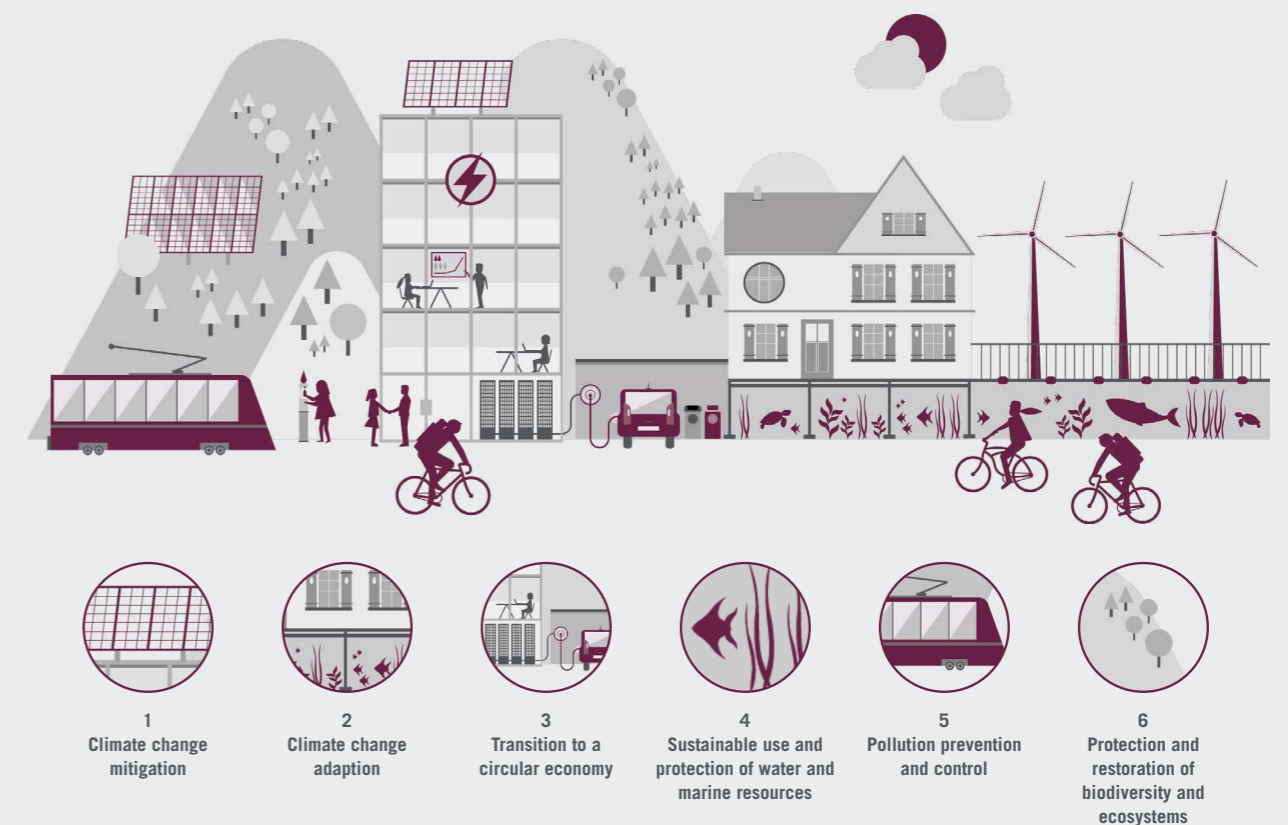 1
Climate change
mitigation
2
Climate change
adaption
3
Transition to a
circular economy
4
Sustainable use and
protection of water and
marine resources
5
Pollution prevention
and control
6
Protection and
restoration of
biodiversity and
ecosystems